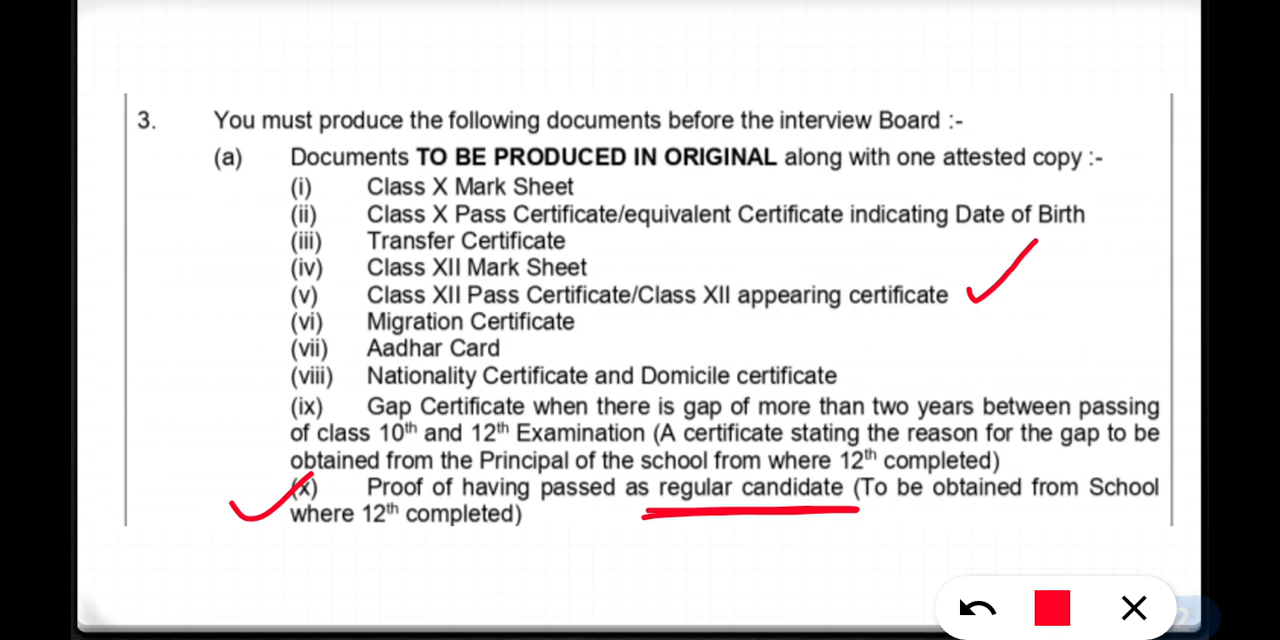 3. You must produce the following documents before the interview Board :-
(a) Documents TO BE PRODUCED IN ORIGINAL along with one attested copy :-
(i) Class X Mark Sheet
(ii) Class X Pass Certificate/equivalent Certificate indicating Date of Birth
(iii) Transfer Certificate
(iv) Class XII Mark Sheet
(v) Class XII Pass Certificate/Class XII appearing certificate
(vi) Migration Certificate
(vii) Aadhar Card
(viii) Nationality Certificate and Domicile certificate
(ix) Gap Certificate when there is gap of more than two years between passing
of class 10th and 12th Examination (A certificate stating the reason for the gap to be
obtained from the Principal of the school from where 12th completed)
(x) Proof of having passed as regular candidate (To be obtained from School
where 12th completed)
2